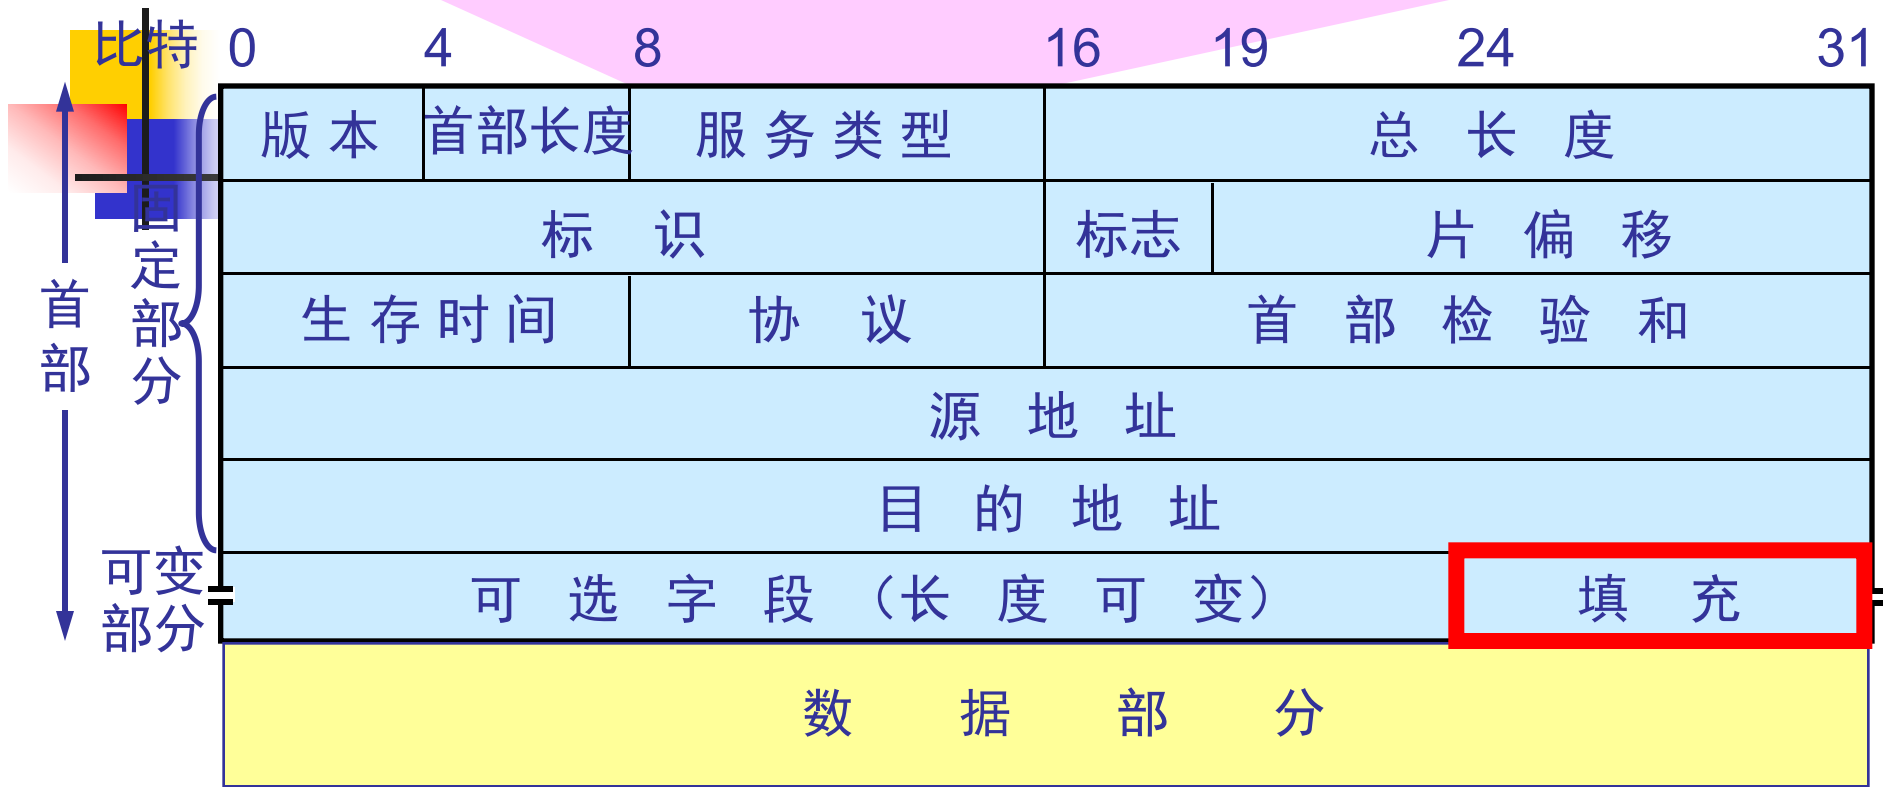 比特 0 4 8 16 19 24 31
版本 首部长度 服务类型 总长度
标识 标志 片偏移
生存时间 协议 首部检验和
源地址
目的地址
可选字段（长度可变） 填充
数据部分
首部
固定部分
可变
部分